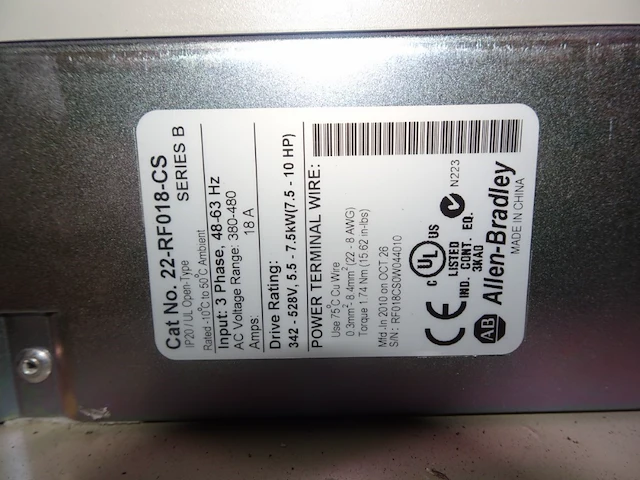 Cat No. 22-RF018-CS
SERIES B
IP20 / UL Open-Type
Rated -10°C to 50°C Ambient
Input: 3 Phase, 48-63 Hz
AC Voltage Range: 380-480
Amps: 18 A
Drive Rating:
342 - 528V, 5.5 - 7.5kW(7.5 - 10 HP)
POWER TERMINAL WIRE:
Use 75°C Cu Wire
0.3mm² - 8.4mm² (22 - 8 AWG)
Torque 1.74 Nm (15.62 in-lbs)
Mfd .In 2010 on OCT 26
S/N: RF018CS0W044010
CE
C UL US
LISTED
IND. CONT. EQ.
3KAD
N223
AB Allen-Bradley
MADE IN CHINA